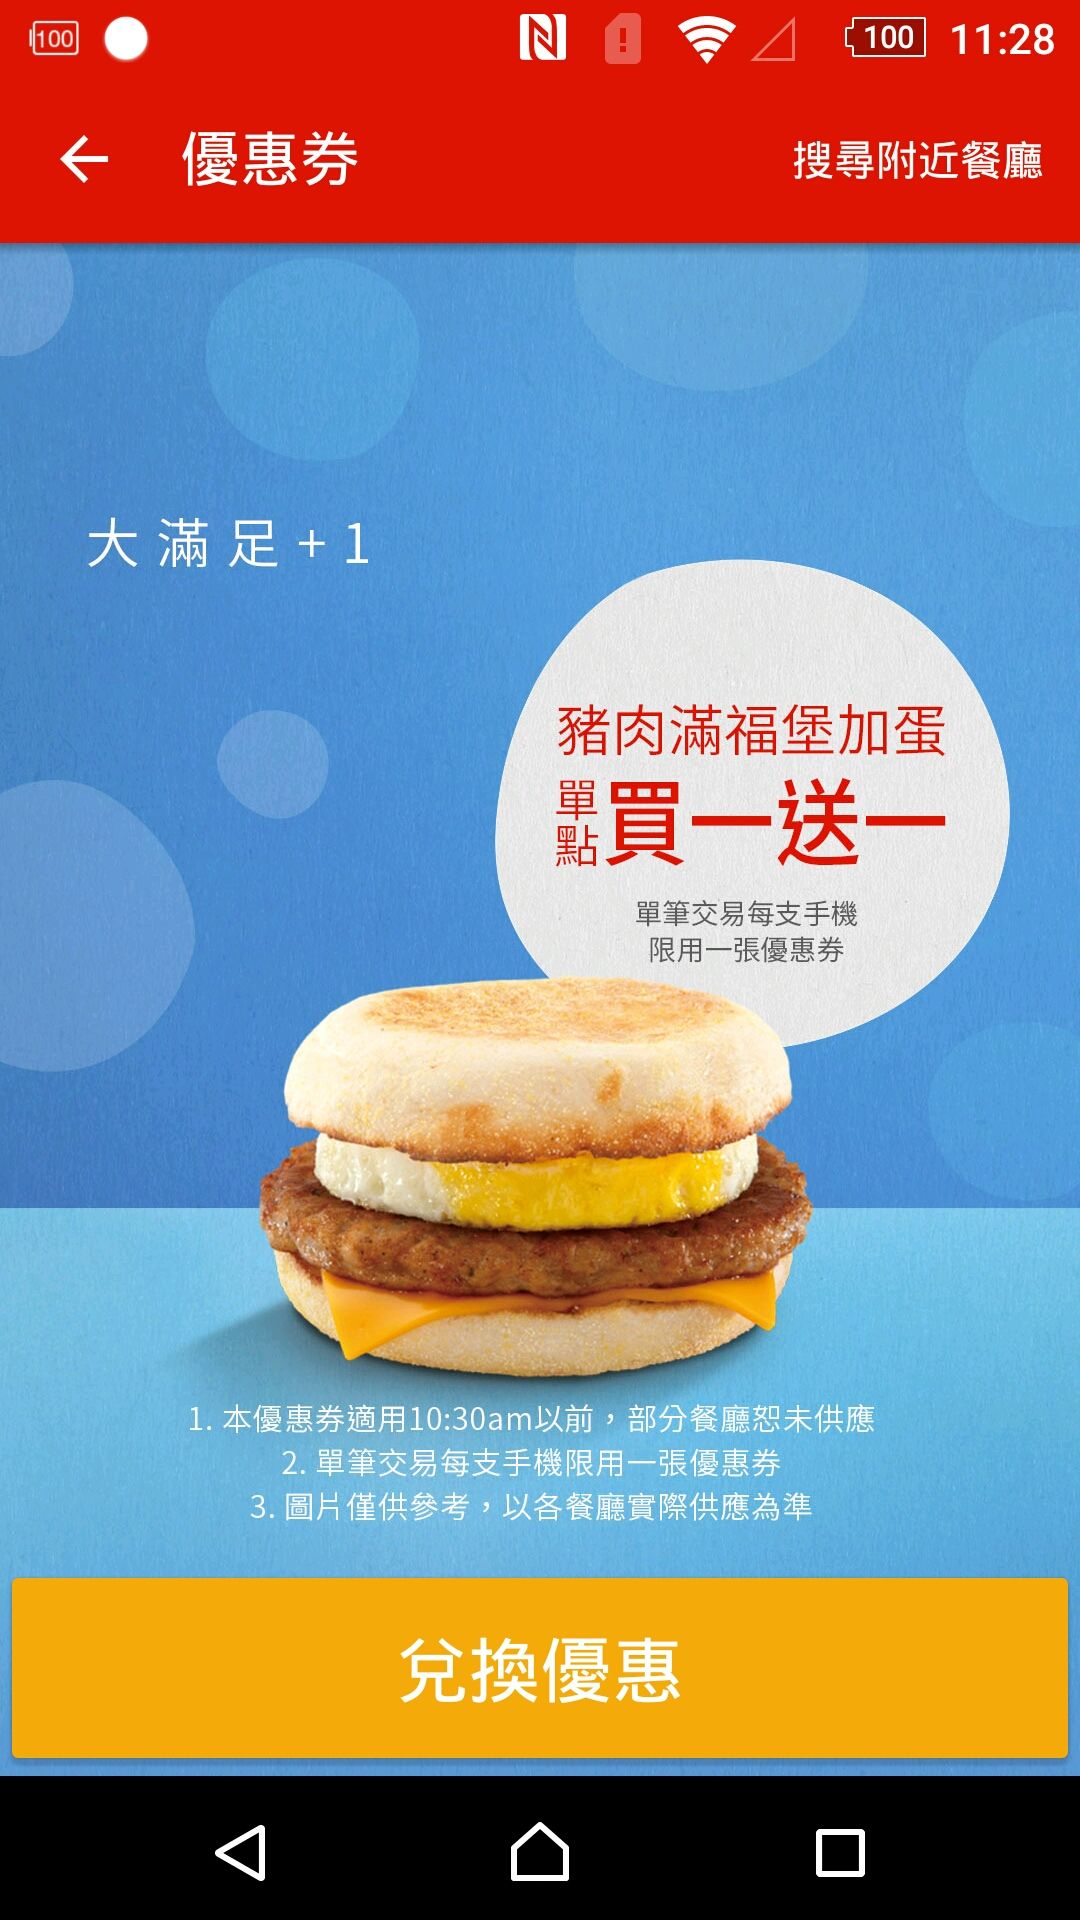 100
100 11:28
優惠券
搜尋附近餐廳
大滿足+1
豬肉滿福堡加蛋
單點買一送一
單筆交易每支手機
限用一張優惠券
1. 本優惠券適用10:30am以前，部分餐廳恕未供應
2. 單筆交易每支手機限用一張優惠券
3. 圖片僅供參考，以各餐廳實際供應為準
兌換優惠